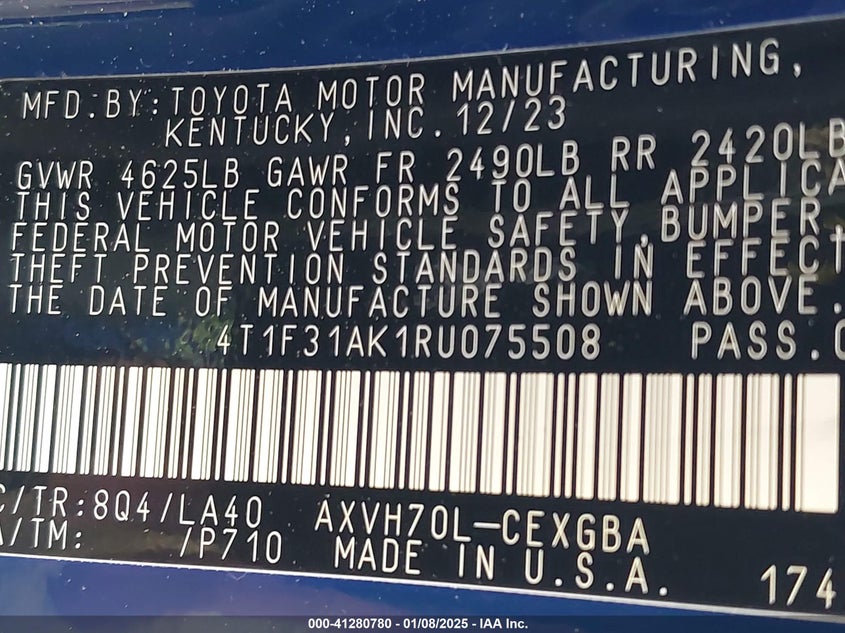 MFD.BY:TOYOTA MOTOR MANUFACTURING,
KENTUCKY,INC.12/23
GVWR 4625LB GAWR FR 2490LB RR 2420LB
THIS VEHICLE CONFORMS TO ALL APPLICA
FEDERAL MOTOR VEHICLE SAFETY,BUMPER,
THEFT PREVENTION STANDARDS IN EFFECT
THE DATE OF MANUFACTURE SHOWN ABOVE.
4T1F31AK1RU075508 PASS.C
C/TR:8Q4/LA40 AXVH70L-CEXGBA
A/TM: /P710 MADE IN U.S.A. 174
000-41280780 - 01/08/2025 - IAA Inc.